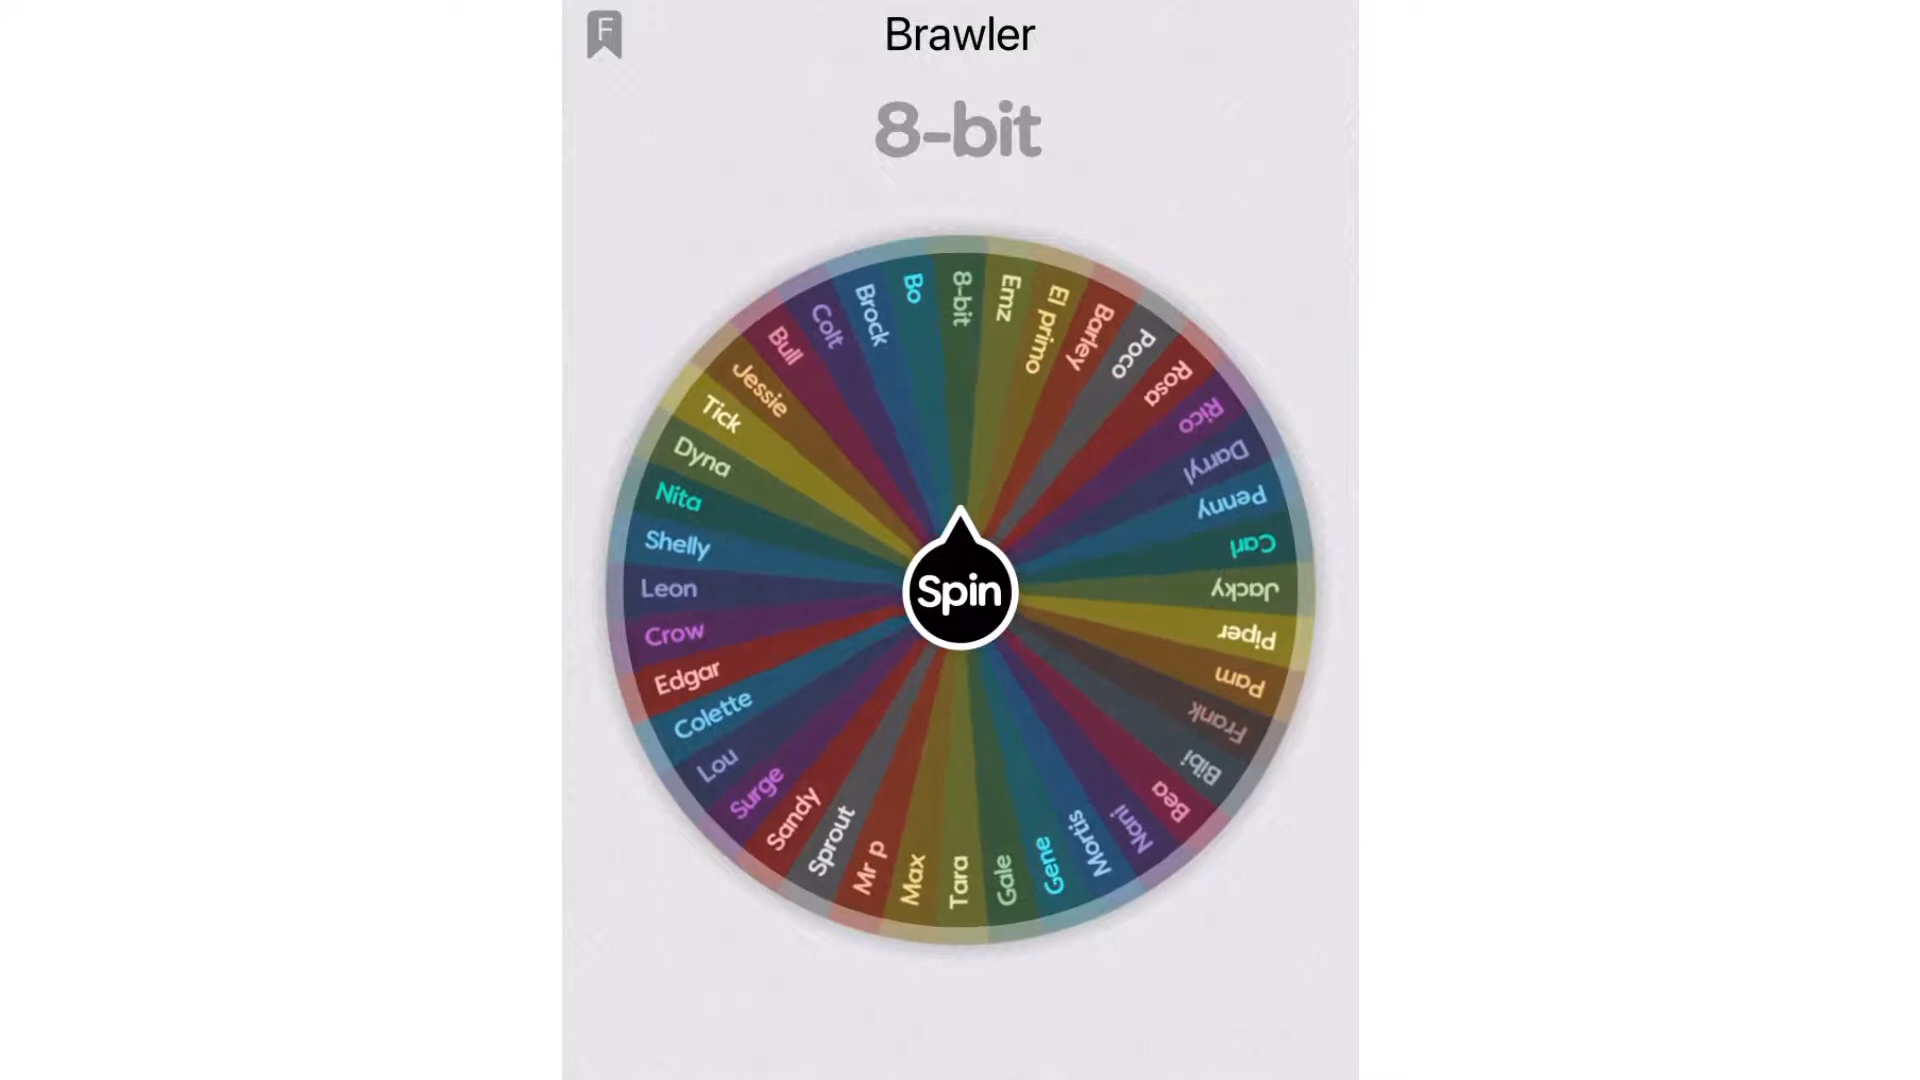 F
Brawler
8-bit
8-bit
Emz
El primo
Barley
Poco
Rosa
Rico
Darryl
Penny
Carl
Jacky
Piper
Pam
Frank
Bibi
Bea
Nani
Mortis
Gene
Gale
Tara
Max
Mr p
Sprout
Sandy
Surge
Lou
Colette
Edgar
Crow
Leon
Shelly
Nita
Dyna
Tick
Jessie
Bull
Colt
Brock
Bo
Spin